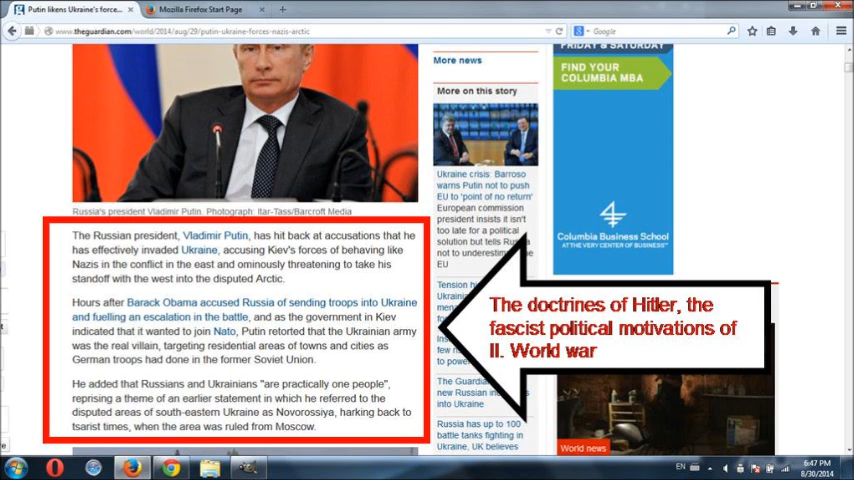 Putin likens Ukraine's force...
Mozilla Firefox Start Page
www.theguardian.com/world/2014/aug/29/putin-ukraine-forces-nazis-arctic
Google
Russia's president Vladimir Putin. Photograph: Itar-Tass/Barcroft Media
The Russian president, Vladimir Putin, has hit back at accusations that he
has effectively invaded Ukraine, accusing Kiev's forces of behaving like
Nazis in the conflict in the east and ominously threatening to take his
standoff with the west into the disputed Arctic.
Hours after Barack Obama accused Russia of sending troops into Ukraine
and fuelling an escalation in the battle, and as the government in Kiev
indicated that it wanted to join Nato, Putin retorted that the Ukrainian army
was the real villain, targeting residential areas of towns and cities as
German troops had done in the former Soviet Union.
He added that Russians and Ukrainians "are practically one people",
reprising a theme of an earlier statement in which he referred to the
disputed areas of south-eastern Ukraine as Novorossiya, harking back to
tsarist times, when the area was ruled from Moscow.
More news
More on this story
Ukraine crisis: Barroso
warns Putin not to push
EU to 'point of no return'
European commission
president insists it isn't
too late for a political
solution but tells
not to underestim
EU
Tension
Ukrain
few
to powe
The Guardia
new Russian in
into Ukraine
Russia has up to 100
battle tanks fighting in
Ukraine, UK believes
FRIDAY & SATURDAY
FIND YOUR
COLUMBIA MBA
Columbia Business School
AT THE VERY CENTER OF BUSINESS
The doctrines of Hitler, the
fascist political motivations of
II. World war
World news
EN
6:47 PM
8/30/2014